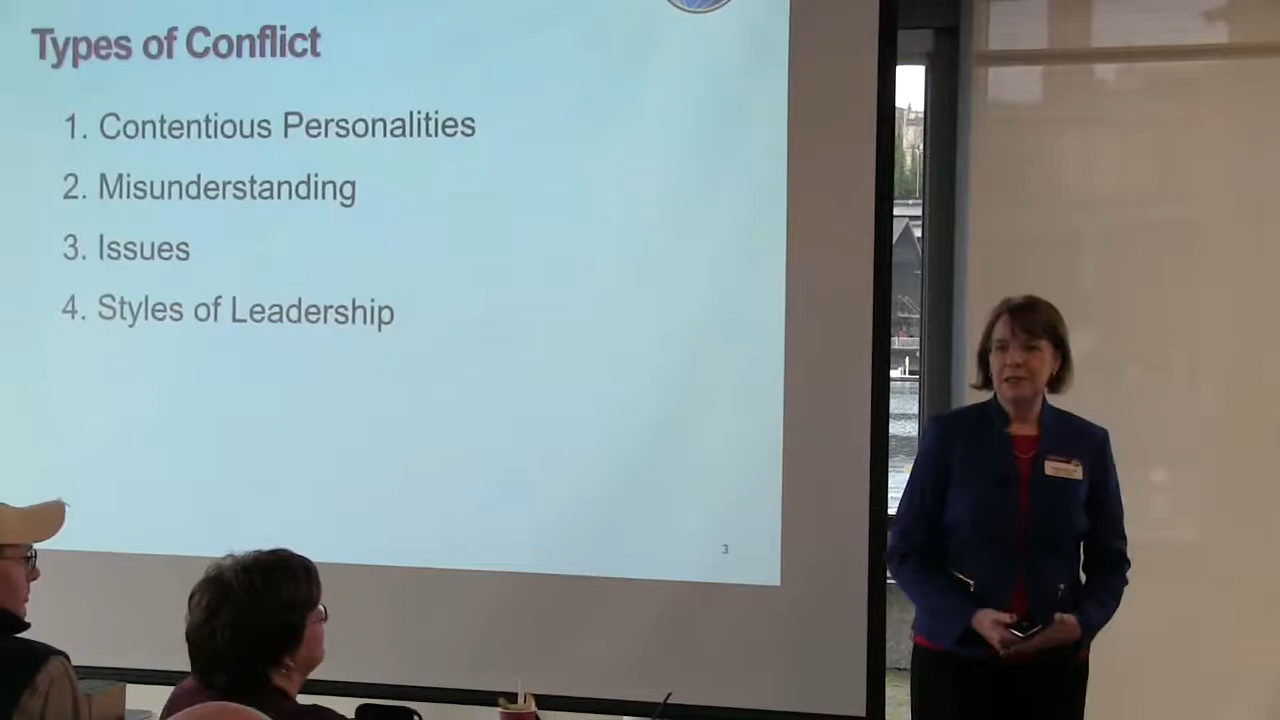 Types of Conflict
1. Contentious Personalities
2. Misunderstanding
3. Issues
4. Styles of Leadership
3